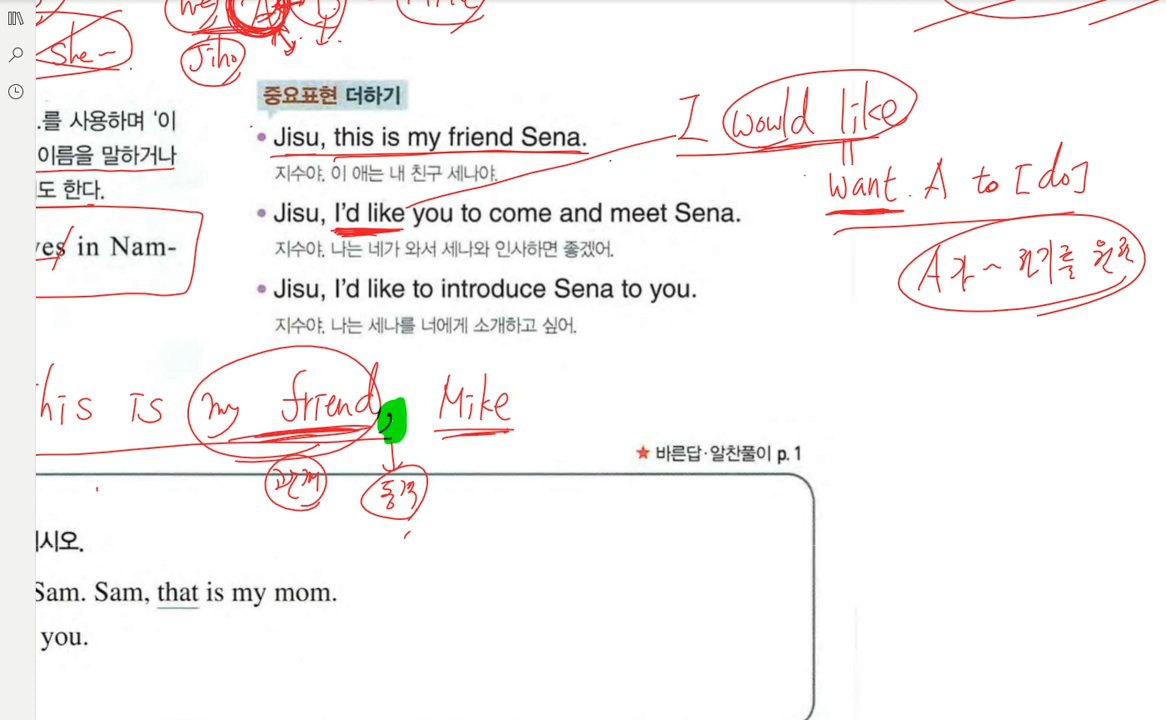 She ~
Jiho
중요표현 더하기
.를 사용하며 '이
이름을 말하거나
도 한다.
yes in Nam-
• Jisu, this is my friend Sena.
지수야, 이 애는 내 친구 세나야.
• Jisu, I'd like you to come and meet Sena.
지수야, 나는 네가 와서 세나와 인사하면 좋겠어.
• Jisu, I'd like to introduce Sena to you.
지수야, 나는 세나를 너에게 소개하고 싶어.
I would like
want. A to [do]
A가 ~ 하기를 원하
his is my friend, Mike
관계
동격
★ 바른답·알찬풀이 p. 1
시오.
Sam. Sam, that is my mom.
you.